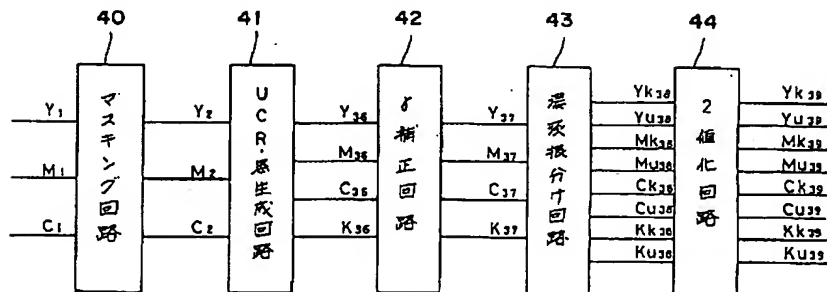 40
マスキング回路
41
UCR・黒生成回路
42
γ補正回路
43
濃淡振分け回路
44
2値化回路
Y1
M1
C1
Y2
M2
C2
Y36
M36
C36
K36
Y37
M37
C37
K37
Yk38
Yu38
Mk38
Mu38
Ck38
Cu38
Kk38
Ku38
Yk39
Yu39
Mk39
Mu39
Ck39
Cu39
Kk39
Ku39